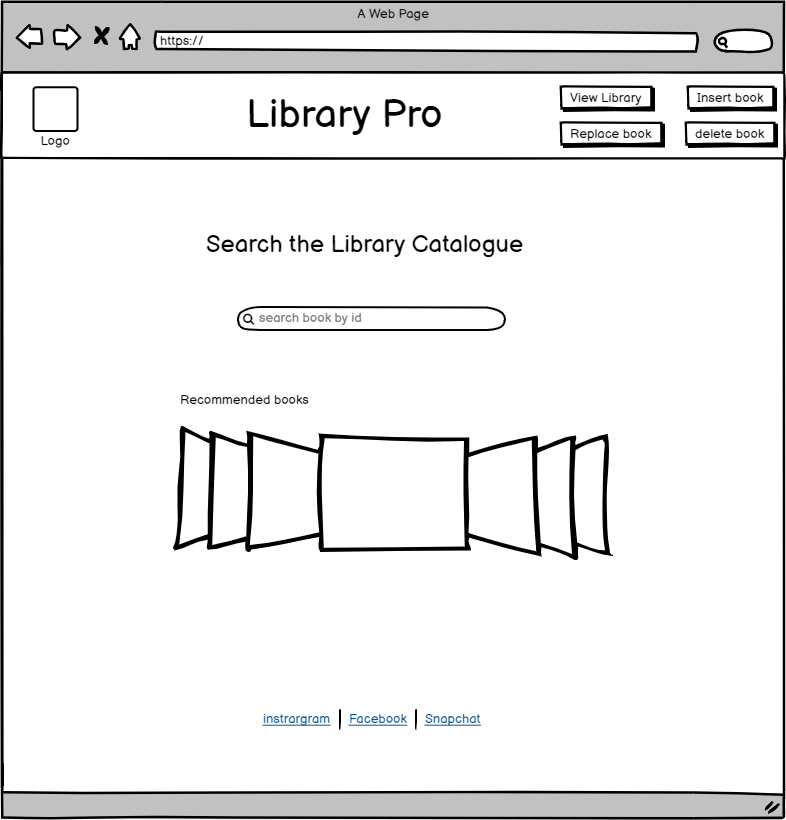 A Web Page
https://
Logo
Library Pro
View Library
Insert book
Replace book
delete book
Search the Library Catalogue
search book by id
Recommended books
instrargram | Facebook | Snapchat